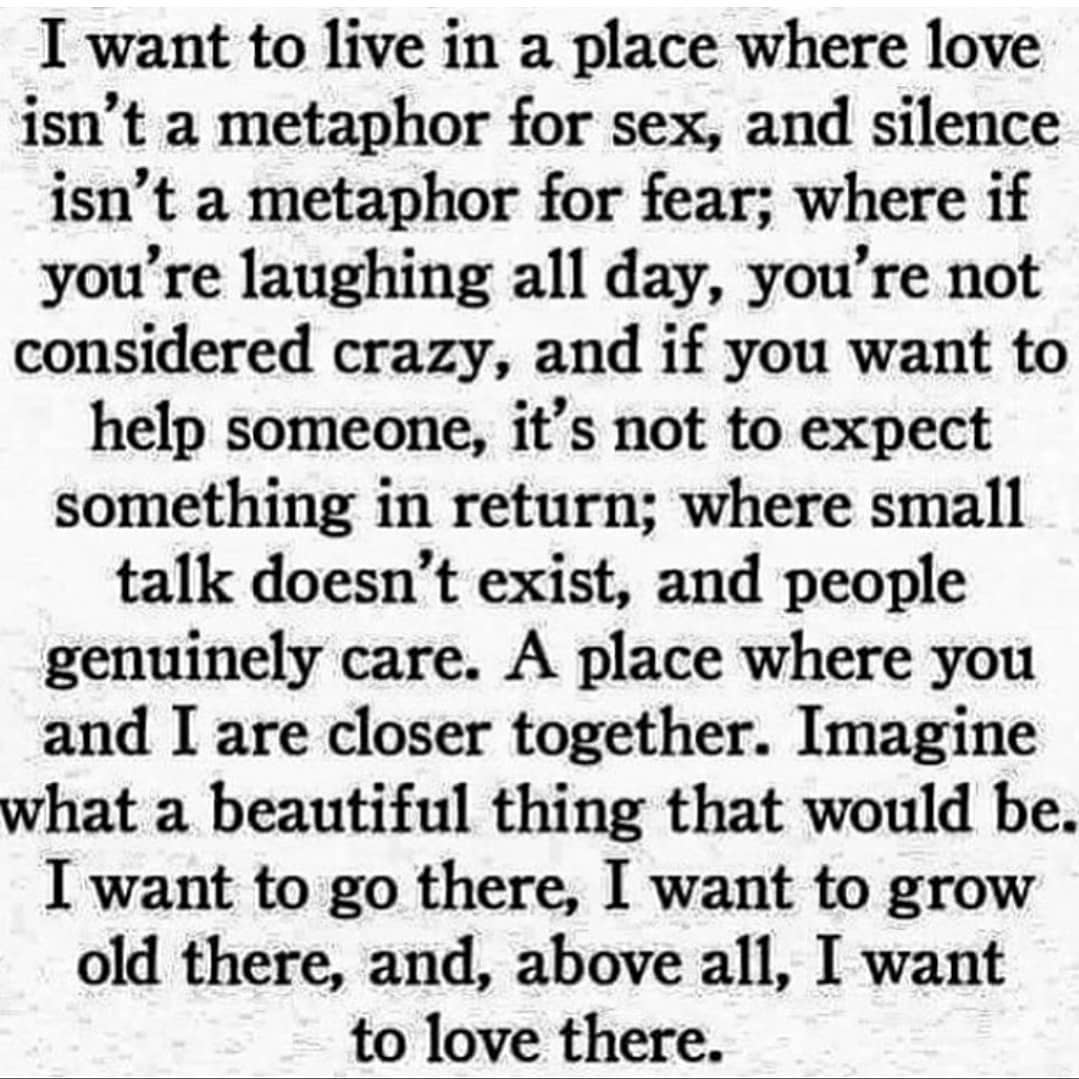 I want to live in a place where love
isn’t a metaphor for sex, and silence
isn’t a metaphor for fear; where if
you’re laughing all day, you’re not
considered crazy, and if you want to
help someone, it’s not to expect
something in return; where small
talk doesn’t exist, and people
genuinely care. A place where you
and I are closer together. Imagine
what a beautiful thing that would be.
I want to go there, I want to grow
old there, and, above all, I want
to love there.